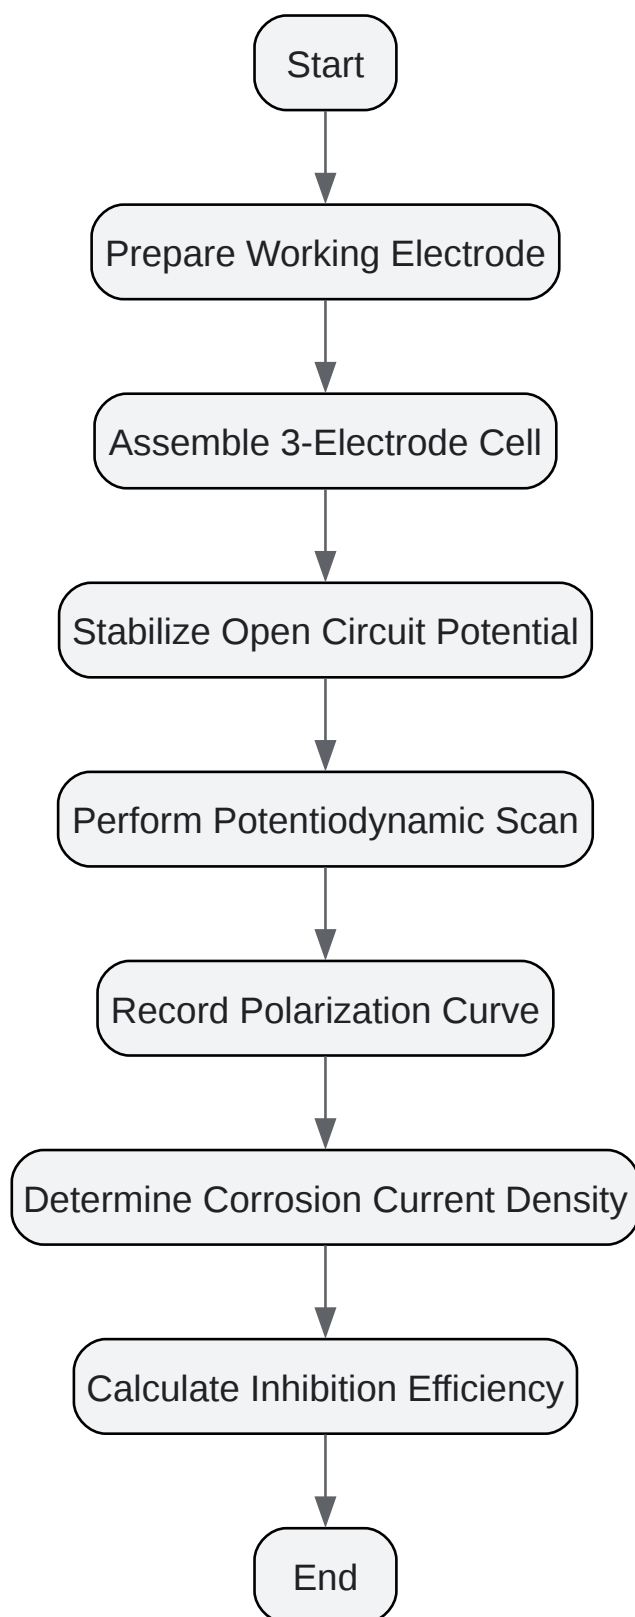 Start
Prepare Working Electrode
Assemble 3-Electrode Cell
Stabilize Open Circuit Potential
Perform Potentiodynamic Scan
Record Polarization Curve
Determine Corrosion Current Density
Calculate Inhibition Efficiency
End